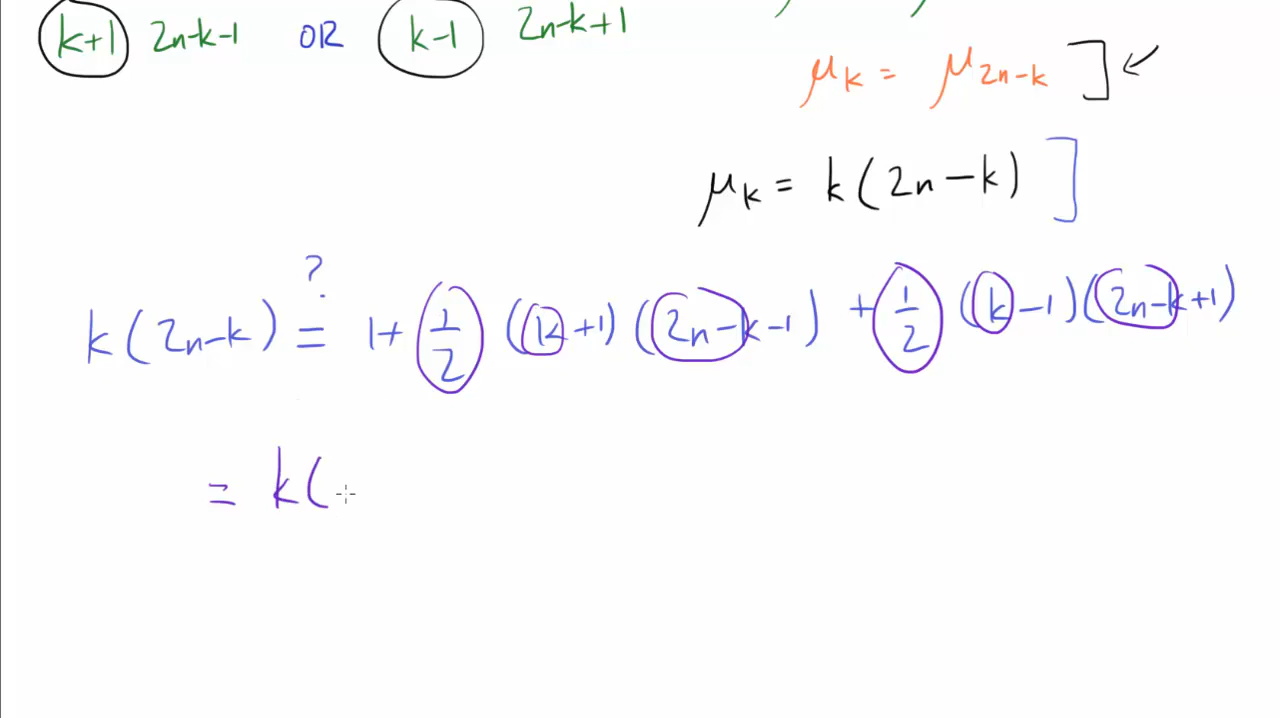 k+1 2n-k-1 OR k-1 2n-k+1
μk = μ2n-k ] ←
μk = k(2n-k) ]
?
k(2n-k) = 1+ 1/2 (k+1)(2n-k-1) + 1/2 (k-1)(2n-k+1)
= k(